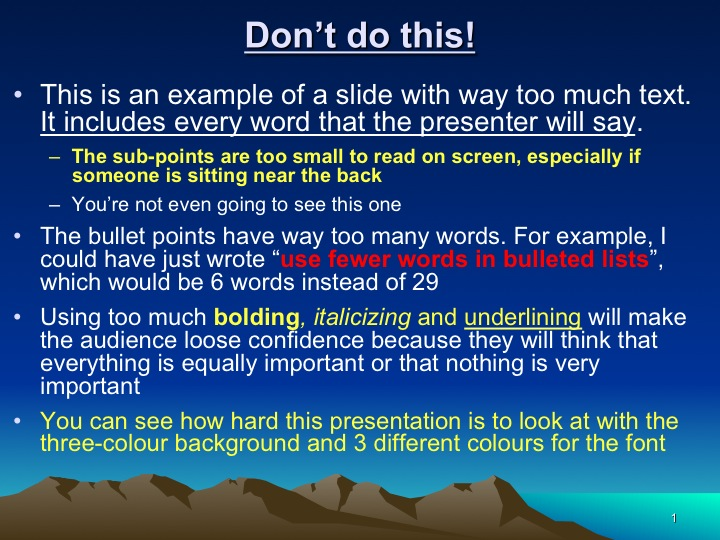 Don’t do this!
• This is an example of a slide with way too much text.
It includes every word that the presenter will say.
– The sub-points are too small to read on screen, especially if
someone is sitting near the back
– You’re not even going to see this one
• The bullet points have way too many words. For example, I
could have just wrote “use fewer words in bulleted lists”,
which would be 6 words instead of 29
• Using too much bolding, italicizing and underlining will make
the audience loose confidence because they will think that
everything is equally important or that nothing is very
important
• You can see how hard this presentation is to look at with the
three-colour background and 3 different colours for the font
1